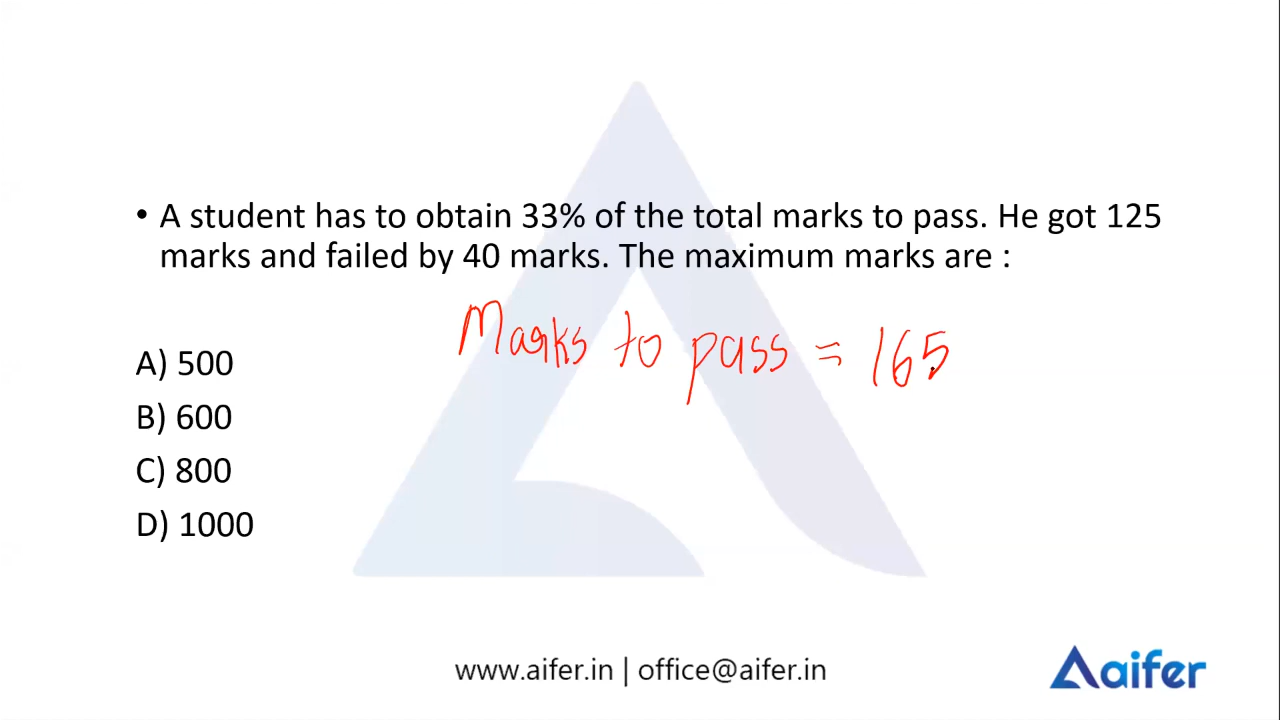 • A student has to obtain 33% of the total marks to pass. He got 125
marks and failed by 40 marks. The maximum marks are :
Marks to pass = 165
A) 500
B) 600
C) 800
D) 1000
www.aifer.in | office@aifer.in
aifer